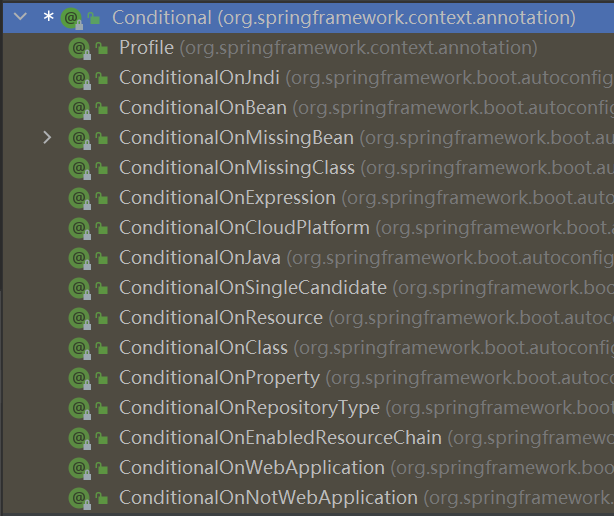 * Conditional (org.springframework.context.annotation)
Profile (org.springframework.context.annotation)
ConditionalOnJndi (org.springframework.boot.autoconfig
ConditionalOnBean (org.springframework.boot.autoconfig
ConditionalOnMissingBean (org.springframework.boot.au
ConditionalOnMissingClass (org.springframework.boot.au
ConditionalOnExpression (org.springframework.boot.auto
ConditionalOnCloudPlatform (org.springframework.boot.a
ConditionalOnJava (org.springframework.boot.autoconfig
ConditionalOnSingleCandidate (org.springframework.boo
ConditionalOnResource (org.springframework.boot.autoc
ConditionalOnClass (org.springframework.boot.autoconfi
ConditionalOnProperty (org.springframework.boot.autoco
ConditionalOnRepositoryType (org.springframework.boot
ConditionalOnEnabledResourceChain (org.springframewo
ConditionalOnWebApplication (org.springframework.boot
ConditionalOnNotWebApplication (org.springframework.b